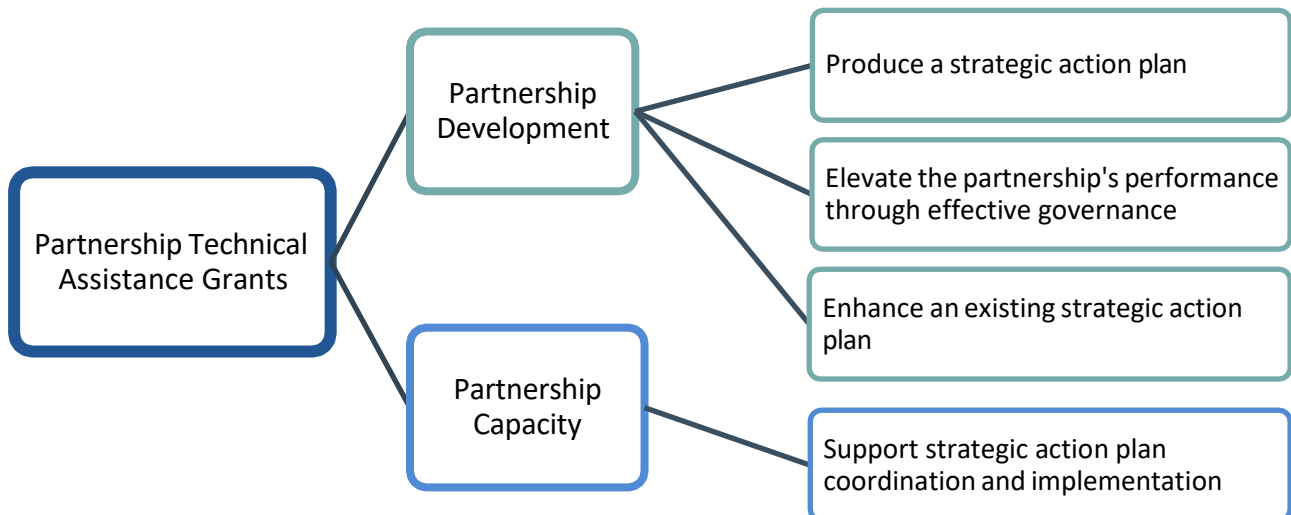 Partnership Technical
Assistance Grants
Partnership
Development
Produce a strategic action plan
Elevate the partnership's performance
through effective governance
Enhance an existing strategic action
plan
Partnership
Capacity
Support strategic action plan
coordination and implementation